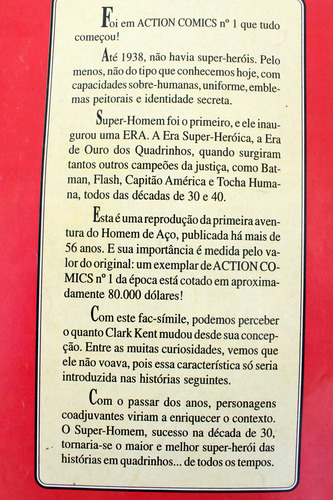 Foi em ACTION COMICS nº 1 que tudo
começou!
Até 1938, não havia super-heróis. Pelo
menos, não do tipo que conhecemos hoje, com
capacidades sobre-humanas, uniforme, emble-
mas peitorais e identidade secreta.
Super-Homem foi o primeiro, e ele inau-
gurou uma ERA. A Era Super-Heróica, a Era
de Ouro dos Quadrinhos, quando surgiram
tantos outros campeões da justiça, como Bat-
man, Flash, Capitão América e Tocha Huma-
na, todos das décadas de 30 e 40.
Esta é uma reprodução da primeira aven-
tura do Homem de Aço, publicada há mais de
56 anos. E sua importância é medida pelo va-
lor do original: um exemplar de ACTION CO-
MICS nº 1 da época está cotado em aproxima-
damente 80.000 dólares!
Com este fac-símile, podemos perceber
o quanto Clark Kent mudou desde sua concep-
ção. Entre as muitas curiosidades, vemos que
ele não voava, pois essa característica só seria
introduzida nas histórias seguintes.
Com o passar dos anos, personagens
coadjuvantes viriam a enriquecer o contexto.
O Super-Homem, sucesso na década de 30,
tornaria-se o maior e melhor super-herói das
histórias em quadrinhos... de todos os tempos.